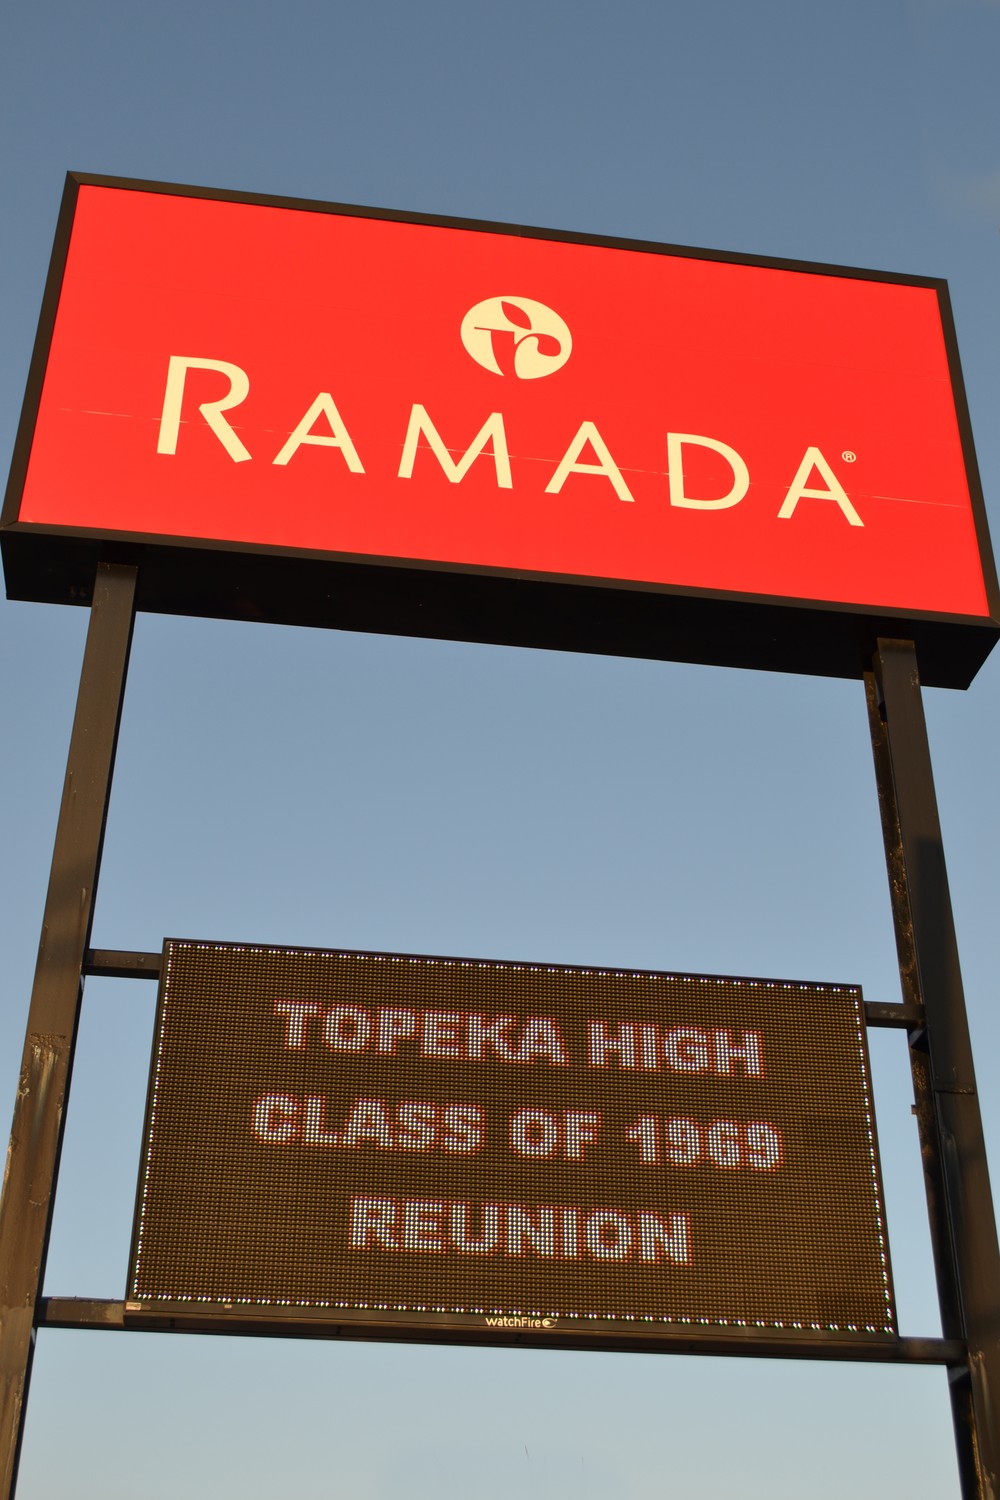 RAMADA®
TOPEKA HIGH
CLASS OF 1969
REUNION
watchFire